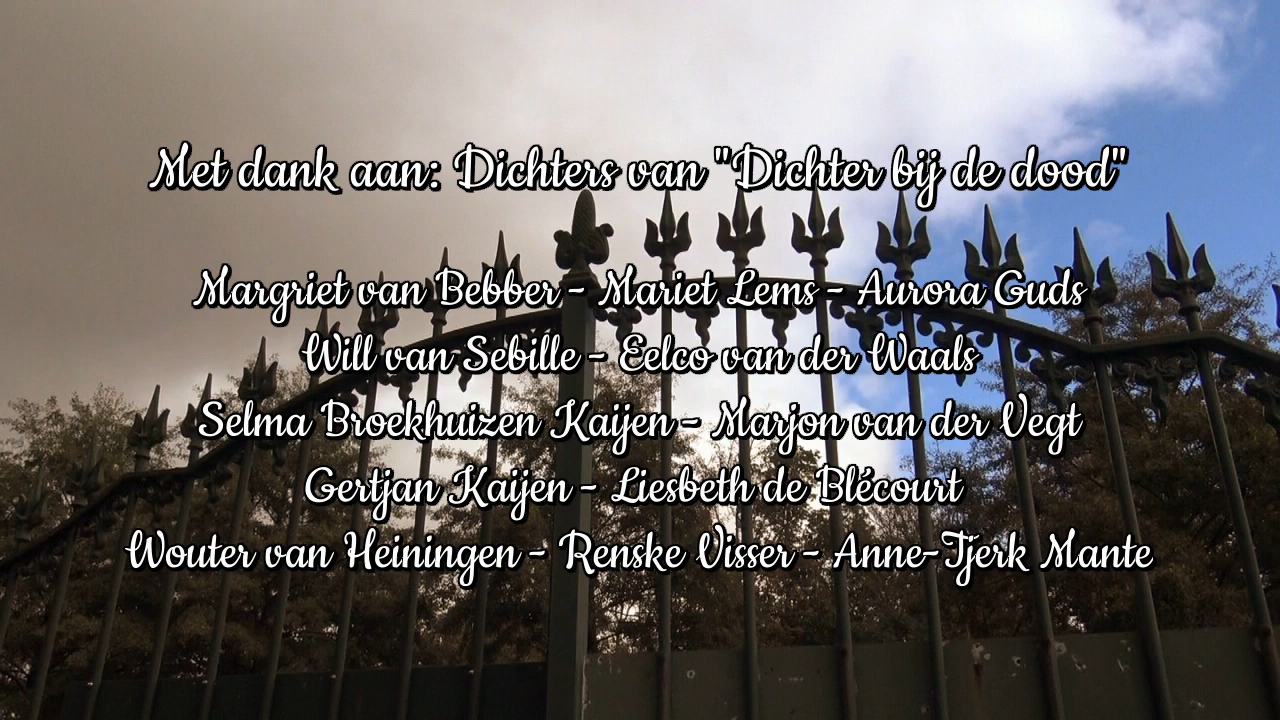 Met dank aan: Dichters van "Dichter bij de dood"
Margriet van Bebber - Mariet Lems - Aurora Guds
Will van Sebille - Eelco van der Waals
Selma Broekhuizen Kaijen - Marjon van der Vegt
Gertjan Kaijen - Liesbeth de Blécourt
Wouter van Heiningen - Renske Visser - Anne-Tjerk Mante